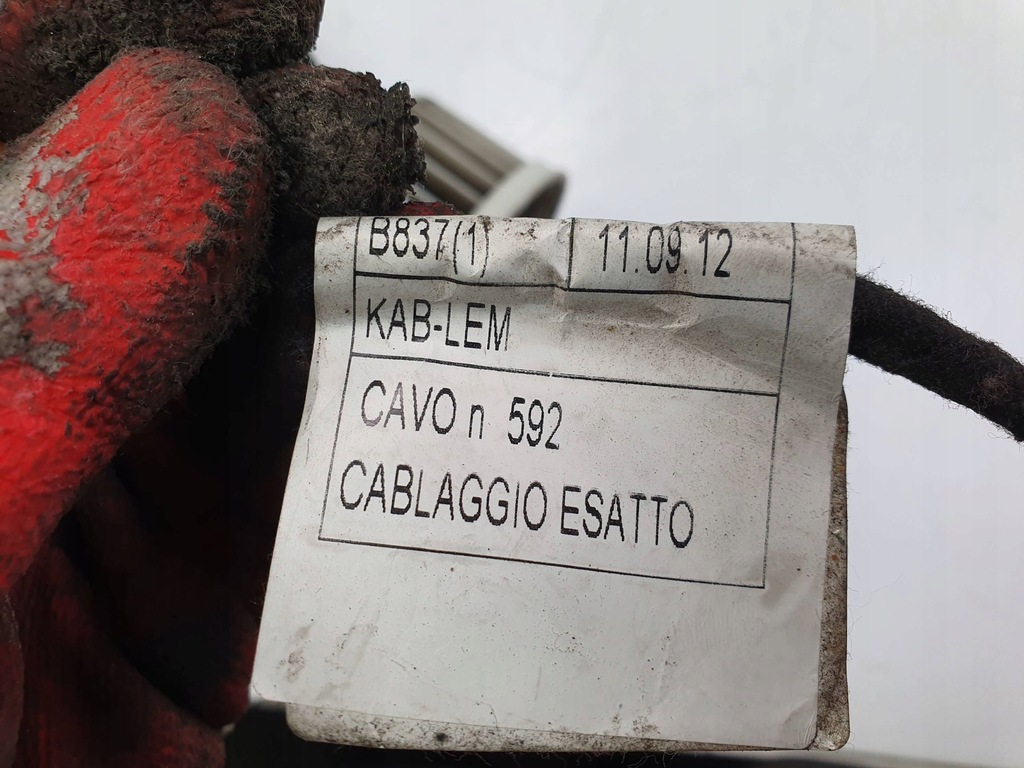 B837(1) 11.09.12
KAB-LEM
CAVO n 592
CABLAGGIO ESATTO